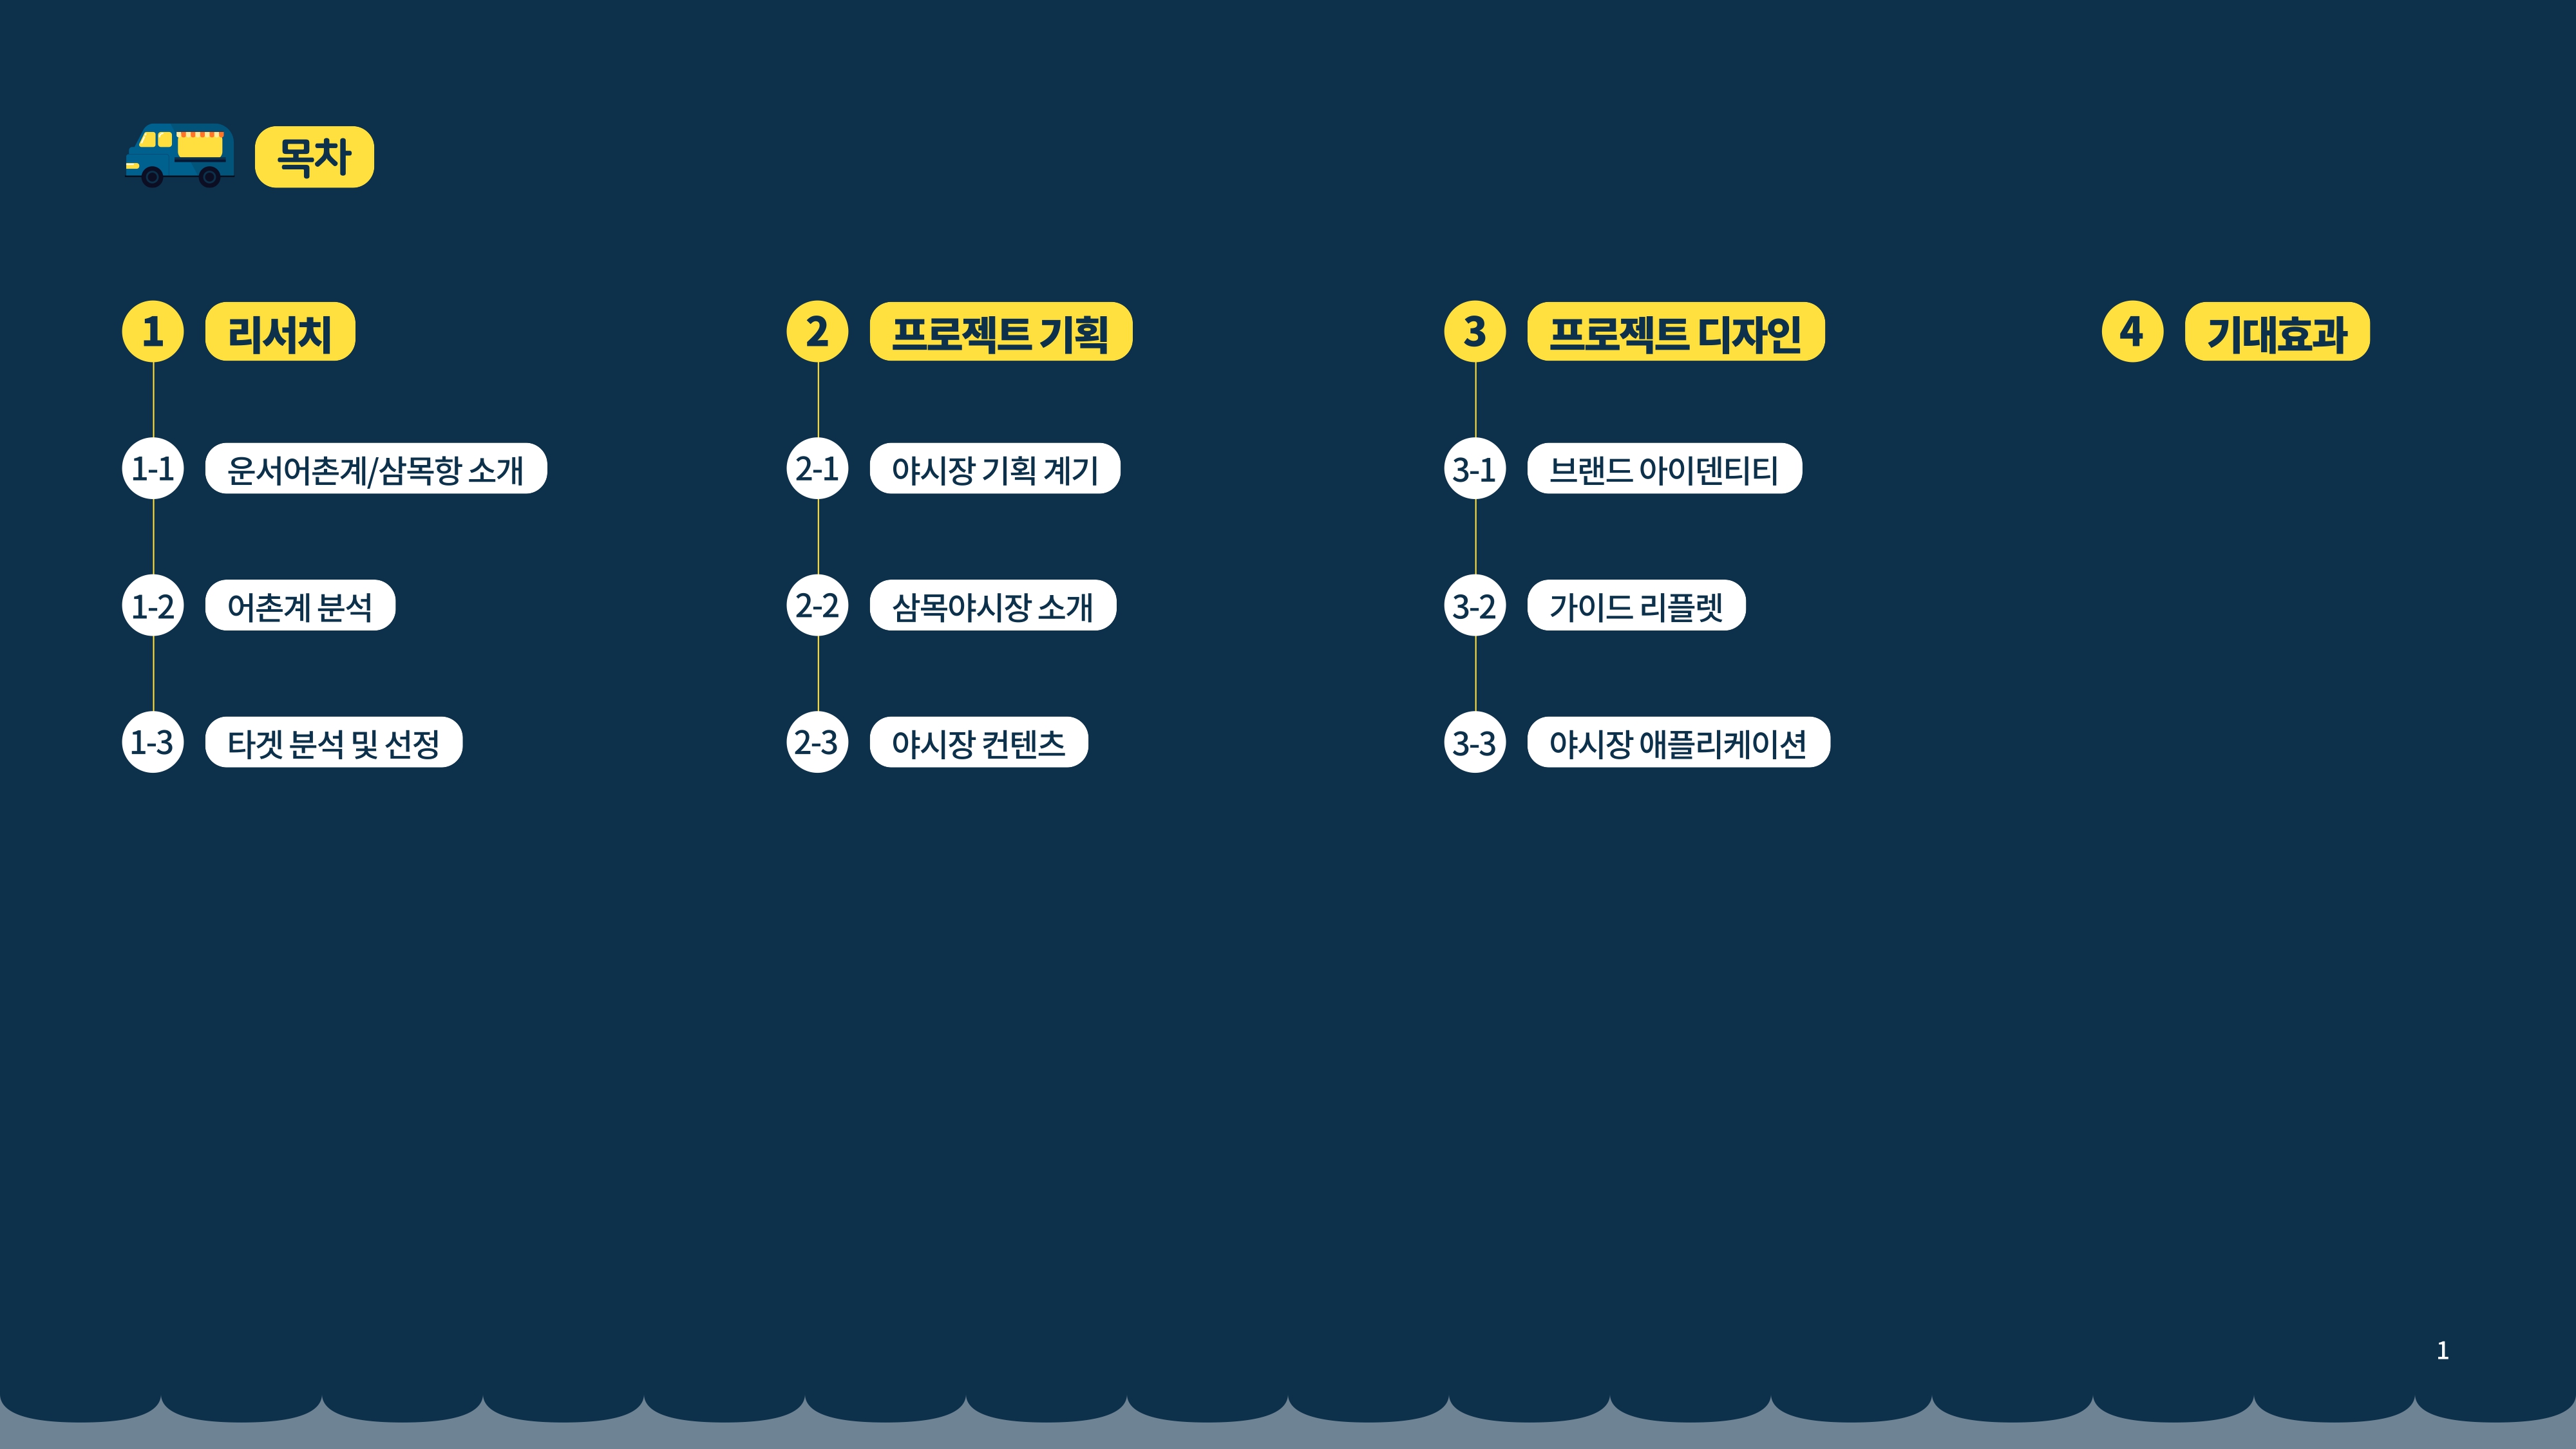 목차
1 리서치
1-1 운서어촌계/삼목항 소개
1-2 어촌계 분석
1-3 타겟 분석 및 선정
2 프로젝트 기획
2-1 야시장 기획 계기
2-2 삼목야시장 소개
2-3 야시장 컨텐츠
3 프로젝트 디자인
3-1 브랜드 아이덴티티
3-2 가이드 리플렛
3-3 야시장 애플리케이션
4 기대효과
1